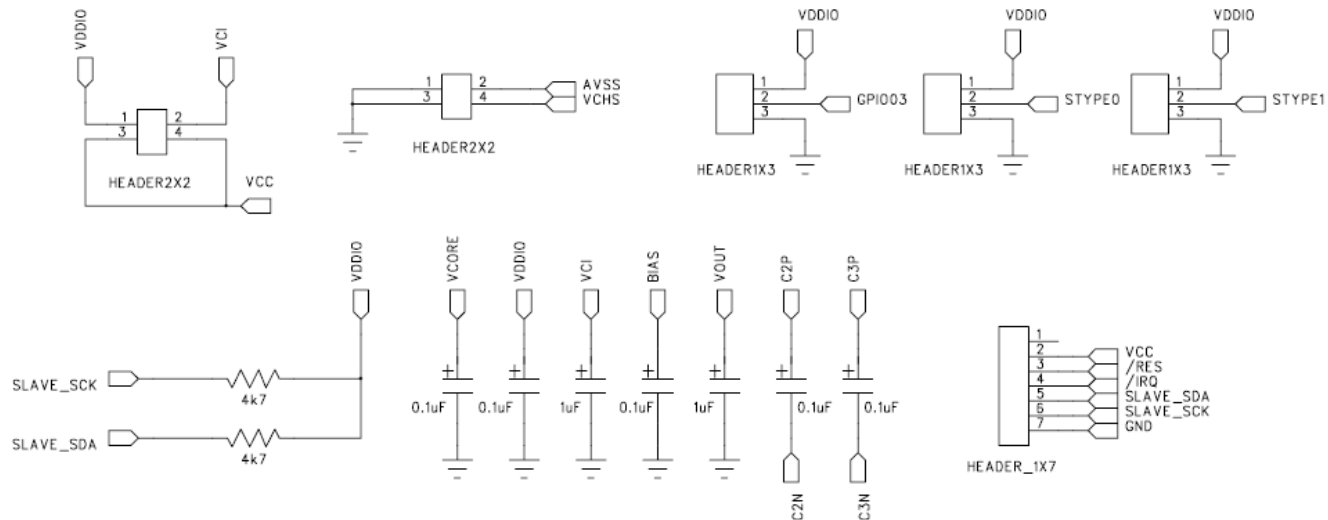 VDDIO
VCI
1 2
3 4
HEADER2X2
VCC
1 2
3 4
AVSS
VCHS
HEADER2X2
VDDIO
1
2
3
GPIO03
HEADER1X3
VDDIO
1
2
3
STYPE0
HEADER1X3
VDDIO
1
2
3
STYPE1
HEADER1X3
VDDIO
SLAVE_SCK
4k7
SLAVE_SDA
4k7
VCORE
+
0.1uF
VDDIO
+
0.1uF
VCI
+
1uF
BIAS
+
0.1uF
VOUT
+
1uF
C2P
+
0.1uF
C2N
C3P
+
0.1uF
C3N
1
2 VCC
3 /RES
4 /IRQ
5 SLAVE_SDA
6 SLAVE_SCK
7 GND
HEADER_1X7